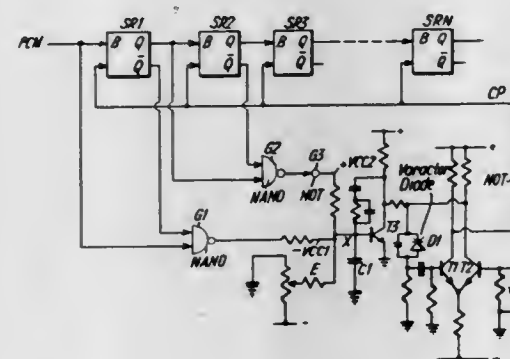 SR1 SR2 SR3 SRN
PCM B Q B Q B Q B Q
Q̄ Q̄ Q̄ Q̄
CP
G2 G3
NAND NOT
+VCC2
Varactor
Diode
NOT-
G1
NAND
-VCC1
X
T3
D1
E
C1
T1 T2